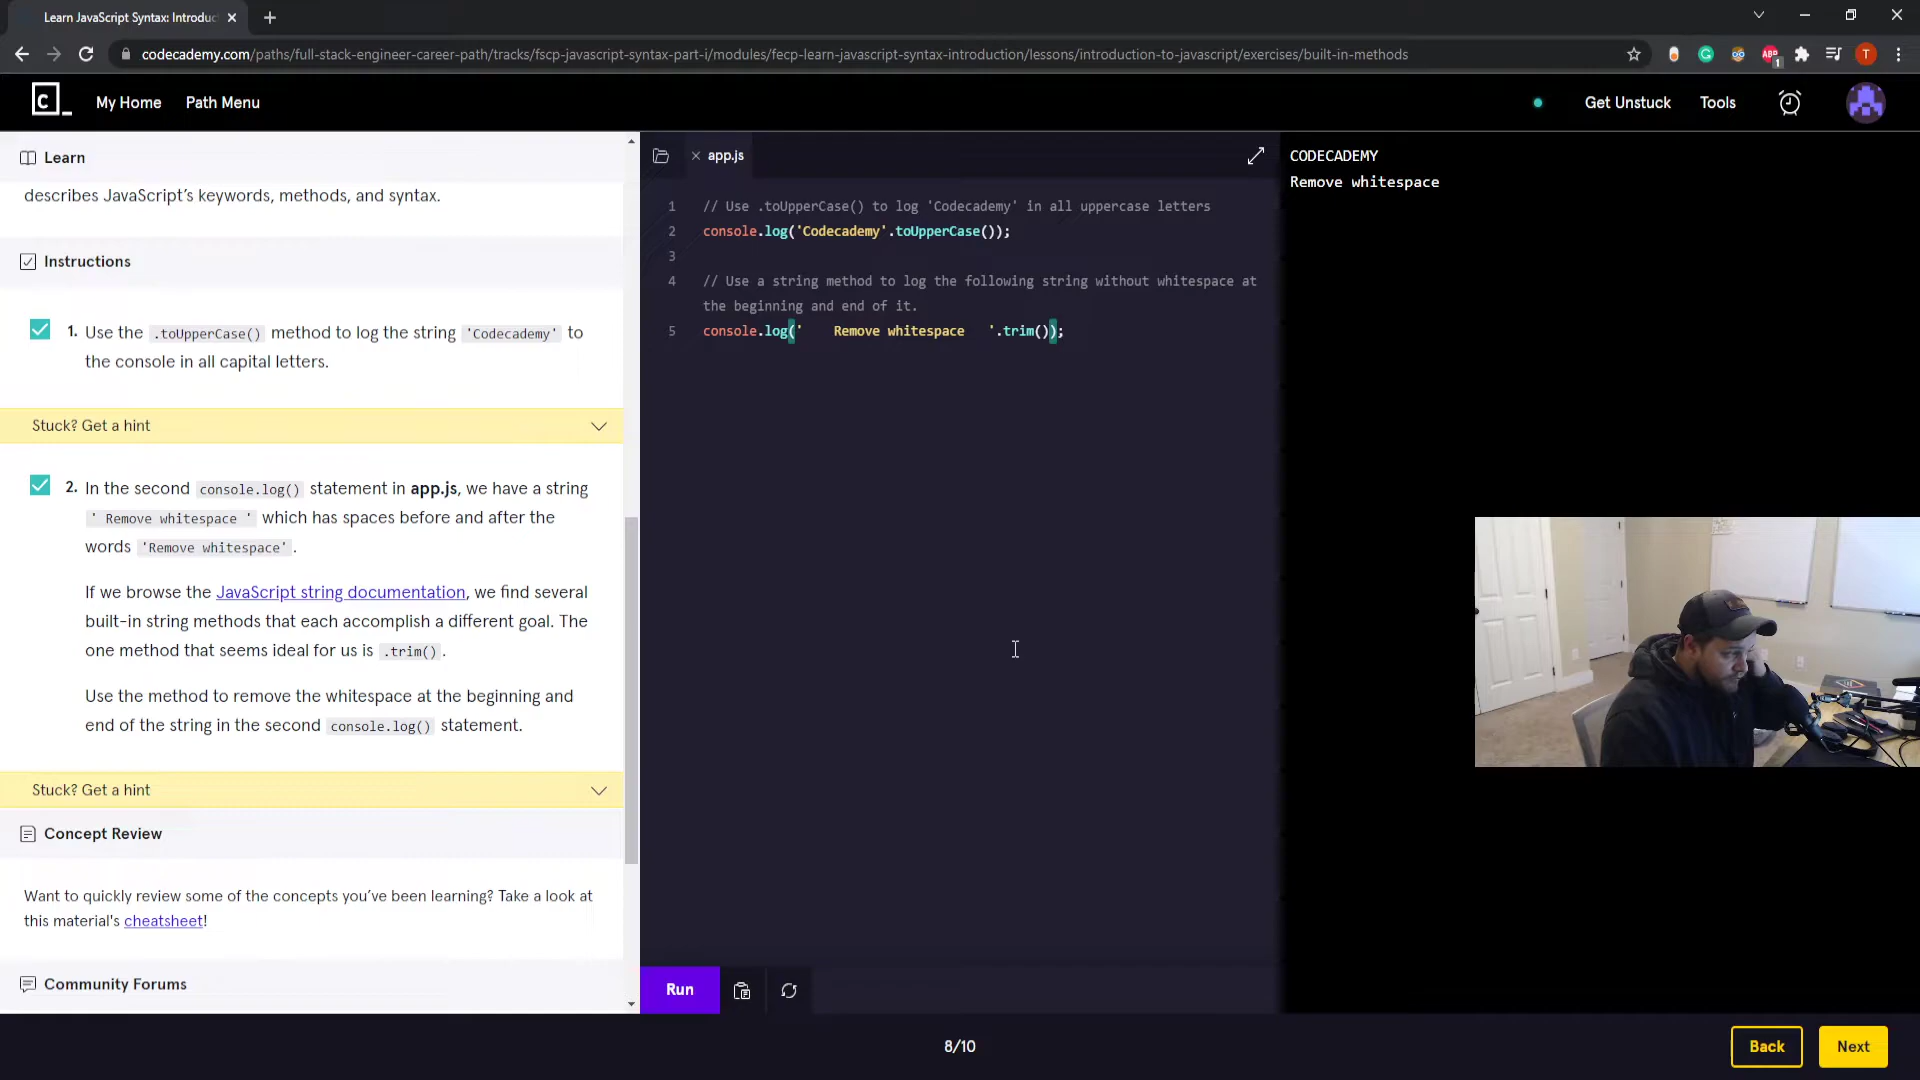 Learn JavaScript Syntax: Introduc
codecademy.com/paths/full-stack-engineer-career-path/tracks/fscp-javascript-syntax-part-i/modules/fecp-learn-javascript-syntax-introduction/lessons/introduction-to-javascript/exercises/built-in-methods
ABP
1
T
C_
My Home
Path Menu
Get Unstuck
Tools
Learn
describes JavaScript’s keywords, methods, and syntax.
Instructions
1. Use the .toUpperCase() method to log the string 'Codecademy' to
the console in all capital letters.
Stuck? Get a hint
2. In the second console.log() statement in app.js, we have a string
' Remove whitespace ' which has spaces before and after the
words 'Remove whitespace'.
If we browse the JavaScript string documentation, we find several
built-in string methods that each accomplish a different goal. The
one method that seems ideal for us is .trim().
Use the method to remove the whitespace at the beginning and
end of the string in the second console.log() statement.
Stuck? Get a hint
Concept Review
Want to quickly review some of the concepts you’ve been learning? Take a look at
this material's cheatsheet!
Community Forums
app.js
1 // Use .toUpperCase() to log 'Codecademy' in all uppercase letters
2 console.log('Codecademy'.toUpperCase());
3
4 // Use a string method to log the following string without whitespace at
the beginning and end of it.
5 console.log('    Remove whitespace   '.trim());
Run
CODECADEMY
Remove whitespace
8/10
Back
Next